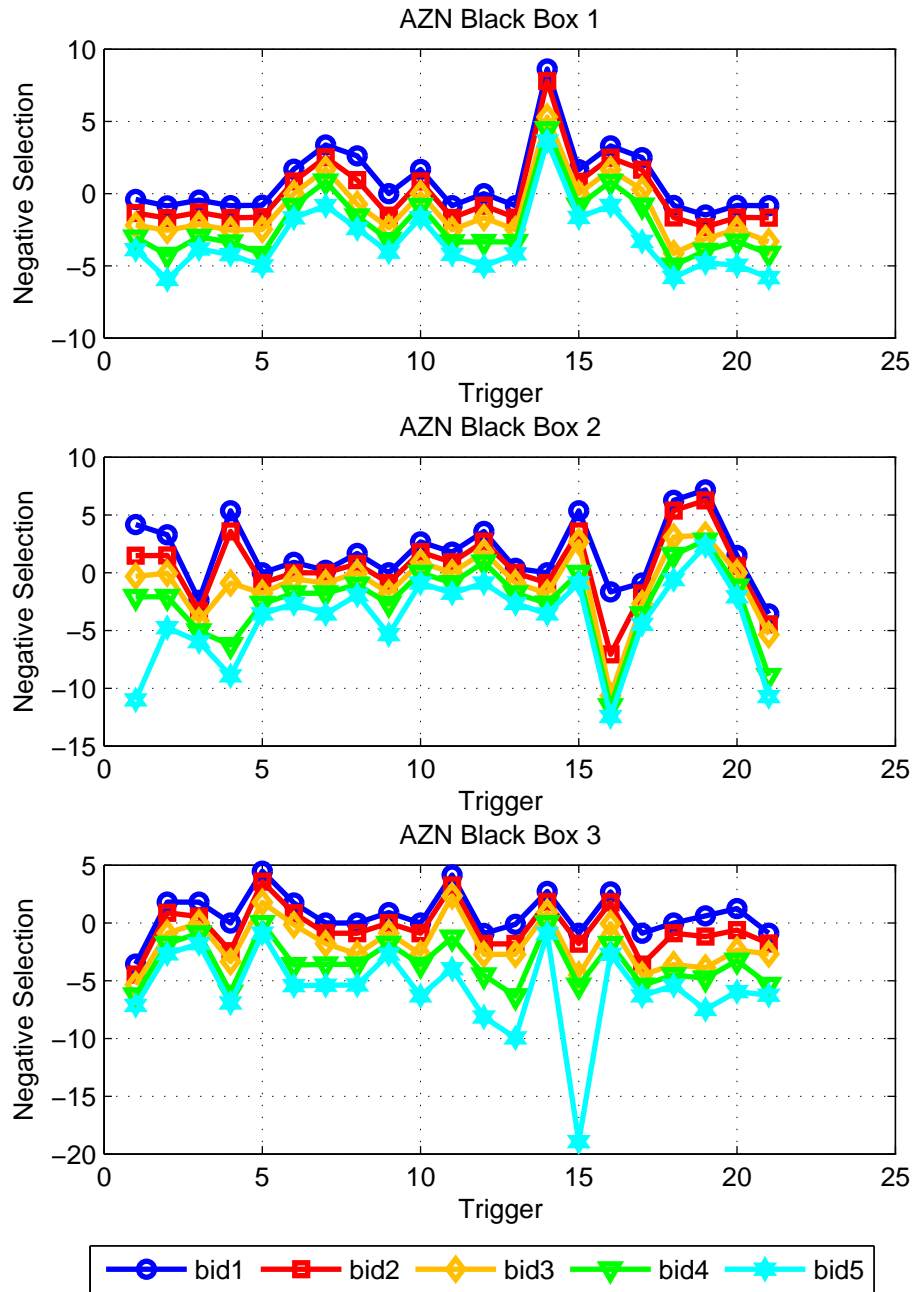 AZN Black Box 1
10
5
0
−5
−10
Negative Selection
0 5 10 15 20 25
Trigger
AZN Black Box 2
10
5
0
−5
−10
−15
Negative Selection
0 5 10 15 20 25
Trigger
AZN Black Box 3
5
0
−5
−10
−15
−20
Negative Selection
0 5 10 15 20 25
Trigger
bid1 bid2 bid3 bid4 bid5